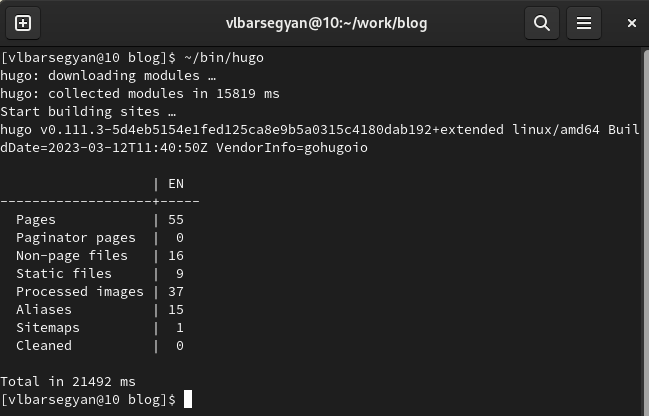 vlbarsegyan@10:~/work/blog
[vlbarsegyan@10 blog]$ ~/bin/hugo
hugo: downloading modules …
hugo: collected modules in 15819 ms
Start building sites …
hugo v0.111.3-5d4eb5154e1fed125ca8e9b5a0315c4180dab192+extended linux/amd64 Buil
dDate=2023-03-12T11:40:50Z VendorInfo=gohugoio
                   | EN
-------------------+-----
  Pages            | 55
  Paginator pages  |  0
  Non-page files   | 16
  Static files     |  9
  Processed images | 37
  Aliases          | 15
  Sitemaps         |  1
  Cleaned          |  0
Total in 21492 ms
[vlbarsegyan@10 blog]$